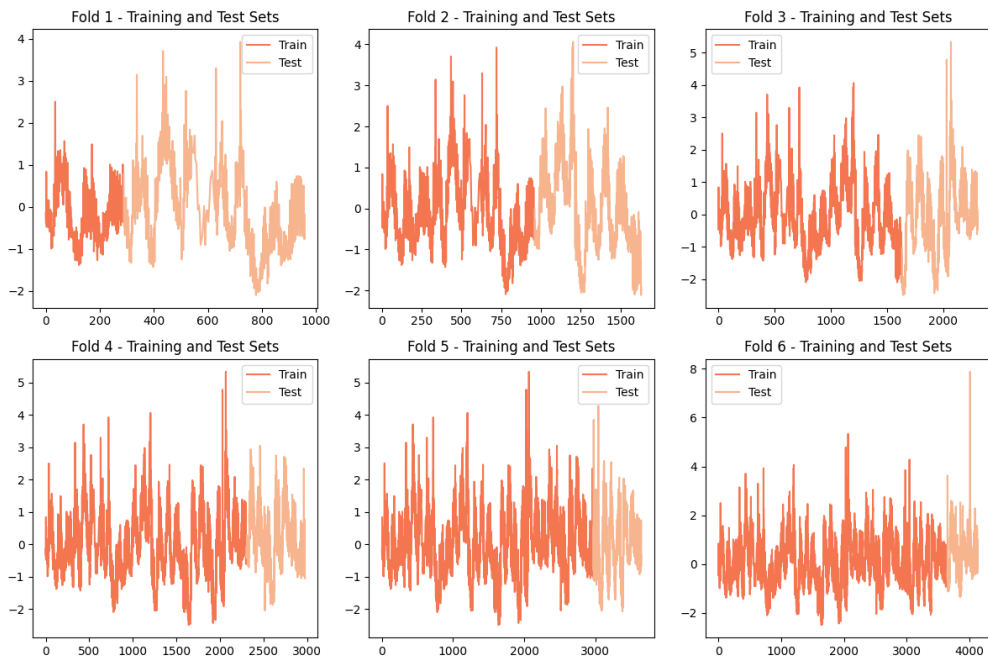 Fold 1 - Training and Test Sets
Train
Test
4
3
2
1
0
−1
−2
0 200 400 600 800 1000
Fold 2 - Training and Test Sets
Train
Test
4
3
2
1
0
−1
−2
0 250 500 750 1000 1250 1500
Fold 3 - Training and Test Sets
Train
Test
5
4
3
2
1
0
−1
−2
0 500 1000 1500 2000
Fold 4 - Training and Test Sets
Train
Test
5
4
3
2
1
0
−1
−2
0 500 1000 1500 2000 2500 3000
Fold 5 - Training and Test Sets
Train
Test
5
4
3
2
1
0
−1
−2
0 1000 2000 3000
Fold 6 - Training and Test Sets
Train
Test
8
6
4
2
0
−2
0 1000 2000 3000 4000